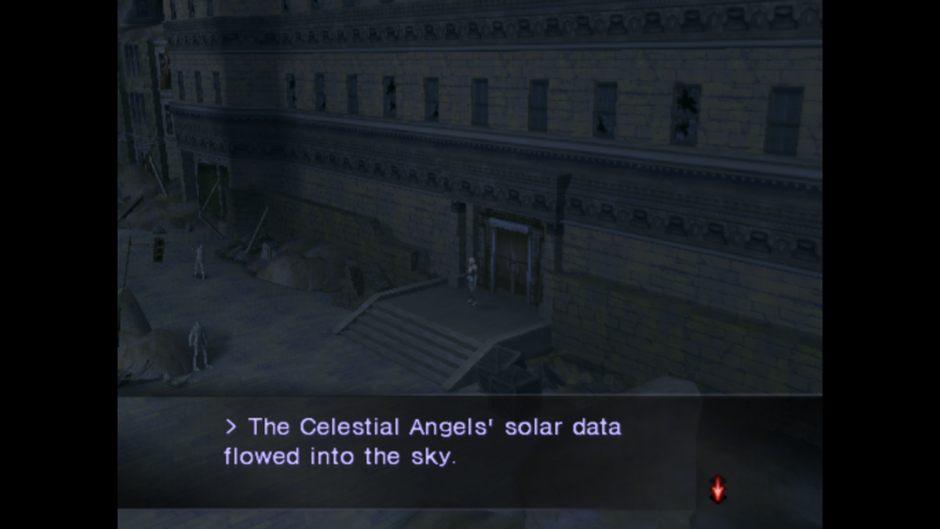 > The Celestial Angels' solar data
flowed into the sky.